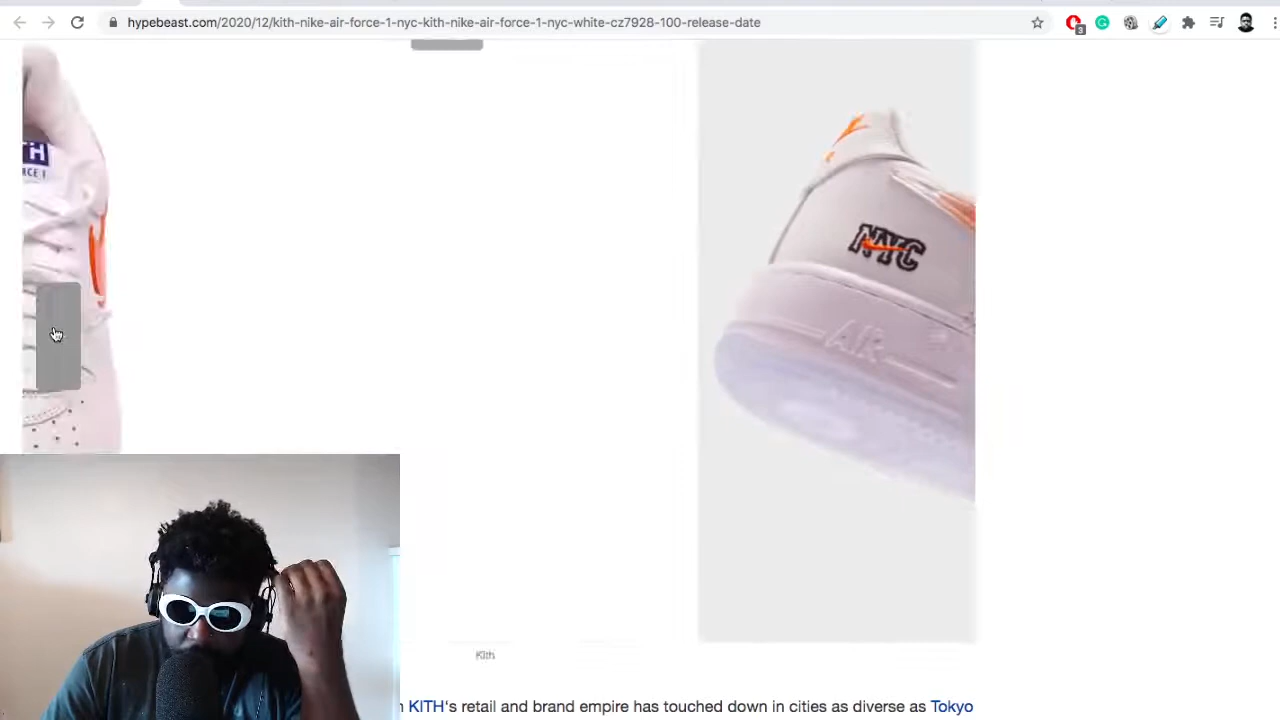 hypebeast.com/2020/12/kith-nike-air-force-1-nyc-kith-nike-air-force-1-nyc-white-cz7928-100-release-date
3
TH
RCE I
NYC
AIR
Kith
KITH's retail and brand empire has touched down in cities as diverse as Tokyo